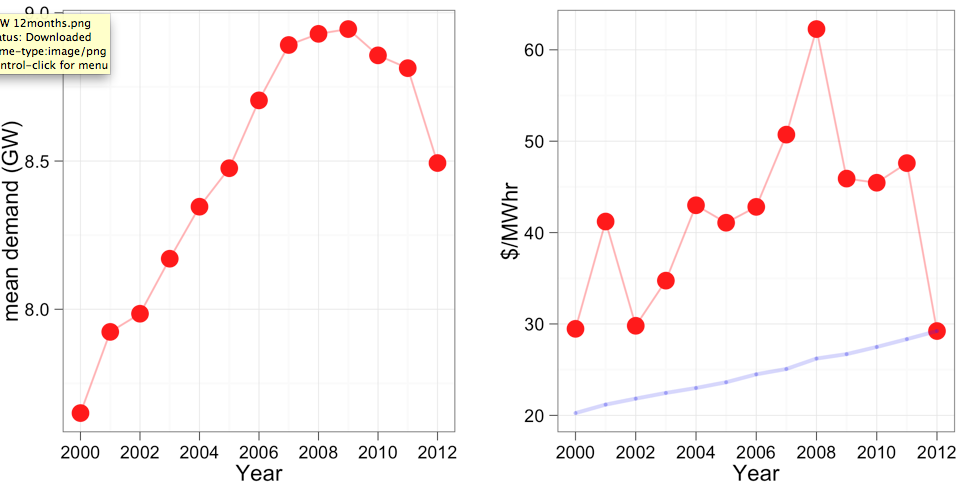 9.0
W 12months.png
atus: Downloaded
me-type:image/png
ntrol-click for menu
mean demand (GW)
8.5
8.0
2000 2002 2004 2006 2008 2010 2012
Year
$/MWhr
60
50
40
30
20
2000 2002 2004 2006 2008 2010 2012
Year